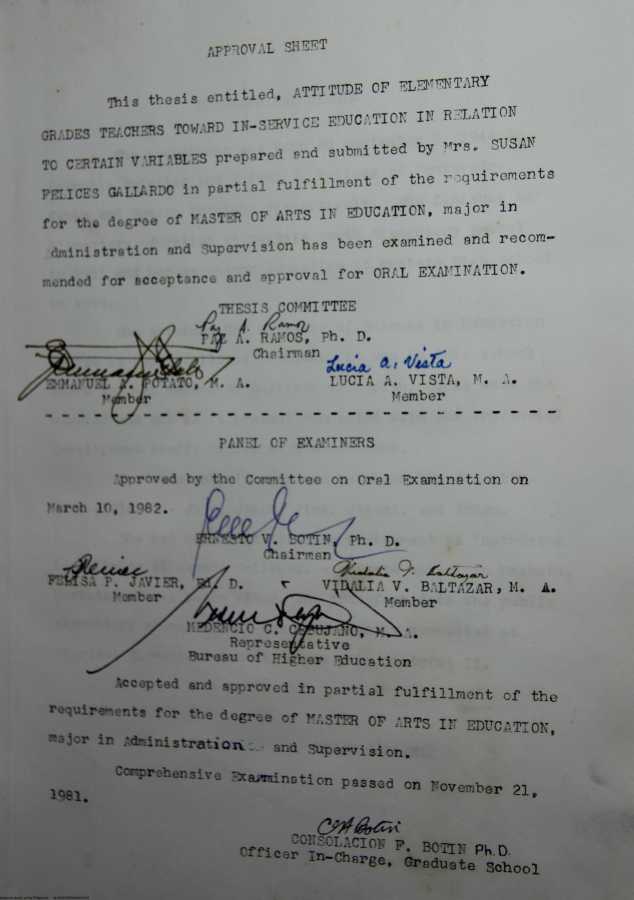 APPROVAL SHEET
This thesis entitled, ATTITUDE OF ELEMENTARY
GRADES TEACHERS TOWARD IN-SERVICE EDUCATION IN RELATION
TO CERTAIN VARIABLES prepared and submitted by Mrs. SUSAN
FELICES GALLARDO in partial fulfillment of the requirements
for the degree of MASTER OF ARTS IN EDUCATION, major in
Administration and Supervision has been examined and recom-
mended for acceptance and approval for ORAL EXAMINATION.
THESIS COMMITTEE
Paz A. Ramos
PAZ A. RAMOS, Ph. D.
Chairman
Lucia A. Vista
EMMANUEL A. POTATO, M. A. LUCIA A. VISTA, M. A.
Member Member
PANEL OF EXAMINERS
Approved by the Committee on Oral Examination on
March 10, 1982.
ERNESTO V. BOTIN, Ph. D.
Chairman
Vidalia V. Baltazar
FELISA P. JAVIER, Ed. D. VIDALIA V. BALTAZAR, M. A.
Member Member
MEDENCIO C. M. A.
Representative
Bureau of Higher Education
Accepted and approved in partial fulfillment of the
requirements for the degree of MASTER OF ARTS IN EDUCATION,
major in Administration and Supervision.
Comprehensive Examination passed on November 21,
1981.
CFBotin
CONSOLACION F. BOTIN Ph.D.
Officer In-Charge, Graduate School